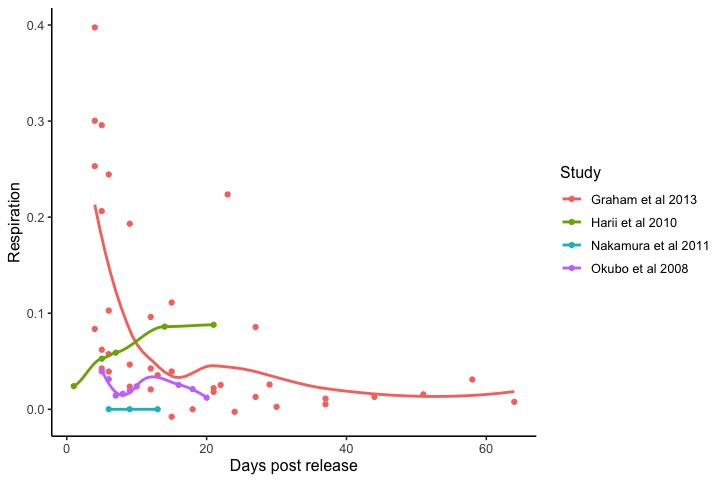 0.4
0.3
0.2
0.1
0.0
Respiration
0
20
40
60
Days post release
Study
Graham et al 2013
Harii et al 2010
Nakamura et al 2011
Okubo et al 2008